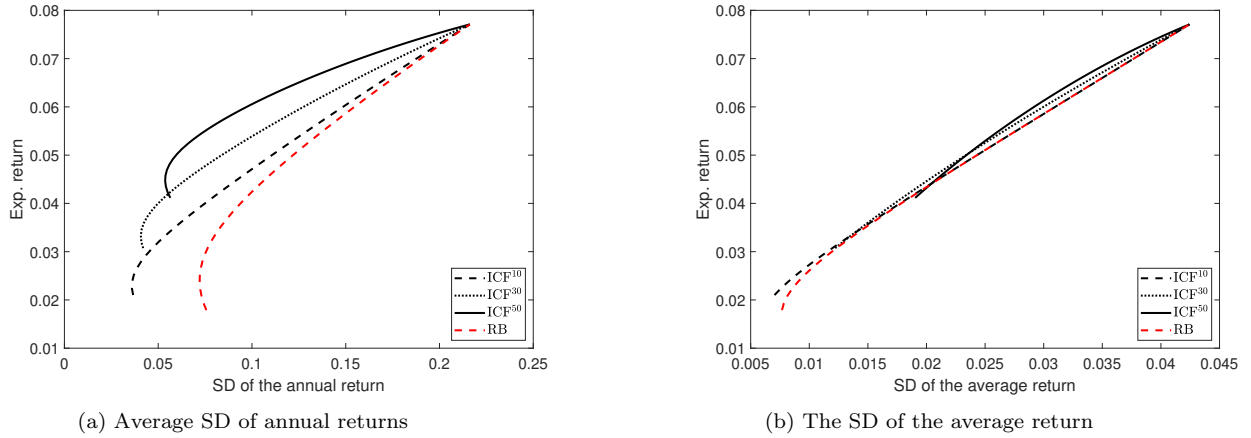 0.08
0.07
0.06
0.05
0.04
0.03
0.02
0.01
Exp. return
0
0.05
0.1
0.15
0.2
0.25
SD of the annual return
ICF¹⁰
ICF³⁰
ICF⁵⁰
RB
(a) Average SD of annual returns
0.08
0.07
0.06
0.05
0.04
0.03
0.02
0.01
Exp. return
0.005
0.01
0.015
0.02
0.025
0.03
0.035
0.04
0.045
SD of the average return
ICF¹⁰
ICF³⁰
ICF⁵⁰
RB
(b) The SD of the average return